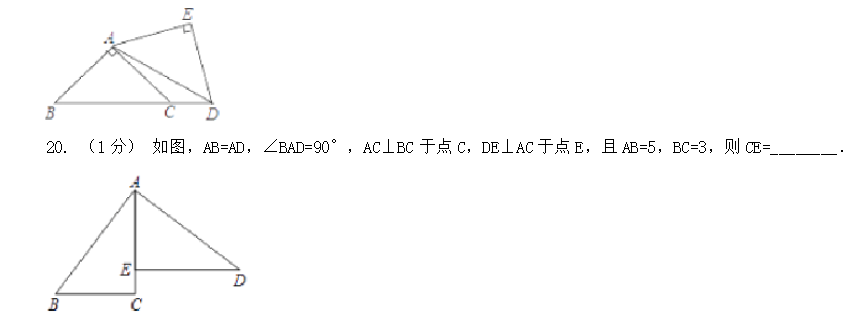 E
A
B C D
20. （1分） 如图，AB=AD，∠BAD=90°，AC⊥BC于点C，DE⊥AC于点E，且AB=5，BC=3，则CE=________．
A
E D
B C